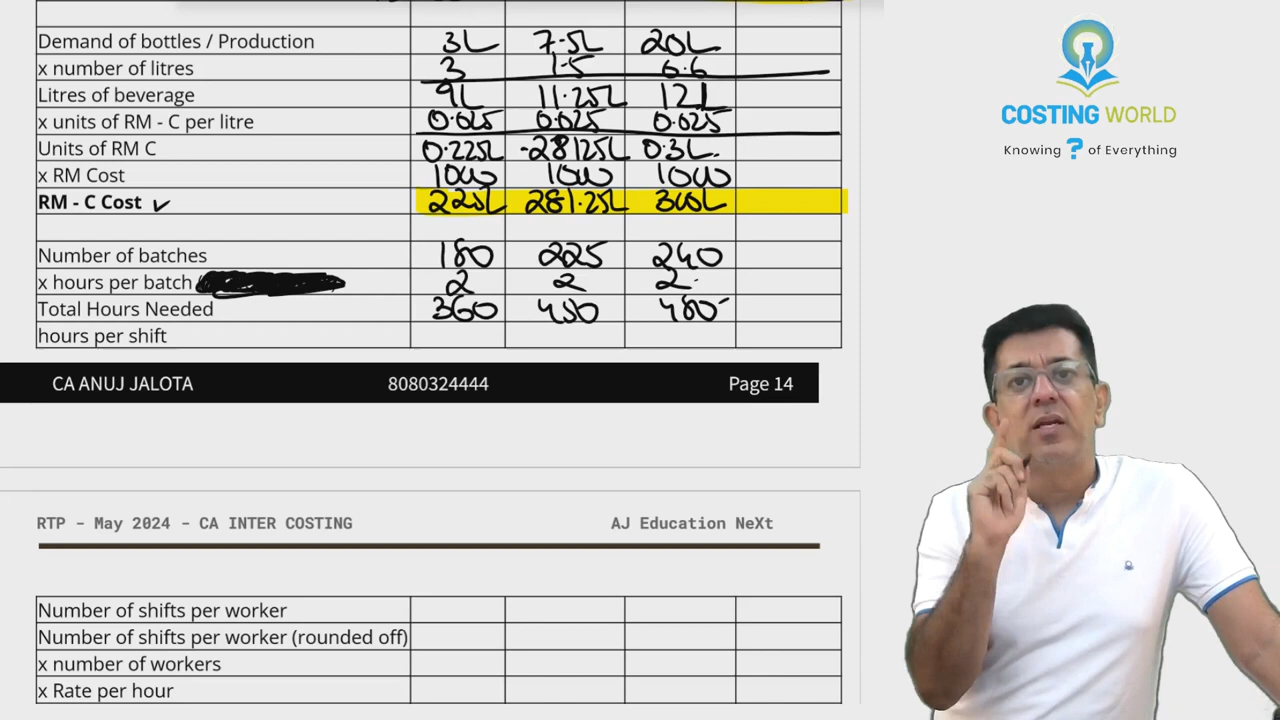 Demand of bottles / Production 3L 7.5L 20L
x number of litres 3 1.5 6.6
Litres of beverage 9L 11.25L 12L
x units of RM - C per litre 0.025 0.025 0.025
Units of RM C 0.225L .28125L 0.3L.
x RM Cost 1000 1000 1000
RM - C Cost ✓ 225L 281.25L 300L
Number of batches 180 225 240
x hours per batch 2 2 2
Total Hours Needed 360 450 480
hours per shift
CA ANUJ JALOTA 8080324444 Page 14
RTP - May 2024 - CA INTER COSTING AJ Education NeXt
Number of shifts per worker
Number of shifts per worker (rounded off)
x number of workers
x Rate per hour
COSTING WORLD
Knowing ? of Everything